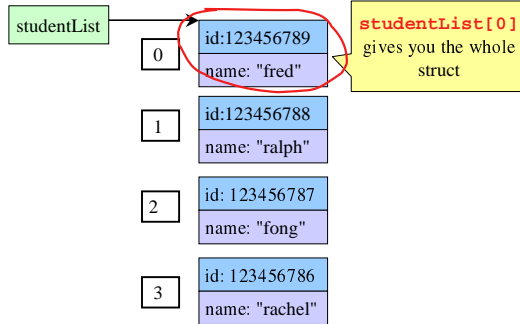 studentList
0
id:123456789
name: "fred"
studentList[0]
gives you the whole
struct
1
id:123456788
name: "ralph"
2
id: 123456787
name: "fong"
3
id: 123456786
name: "rachel"